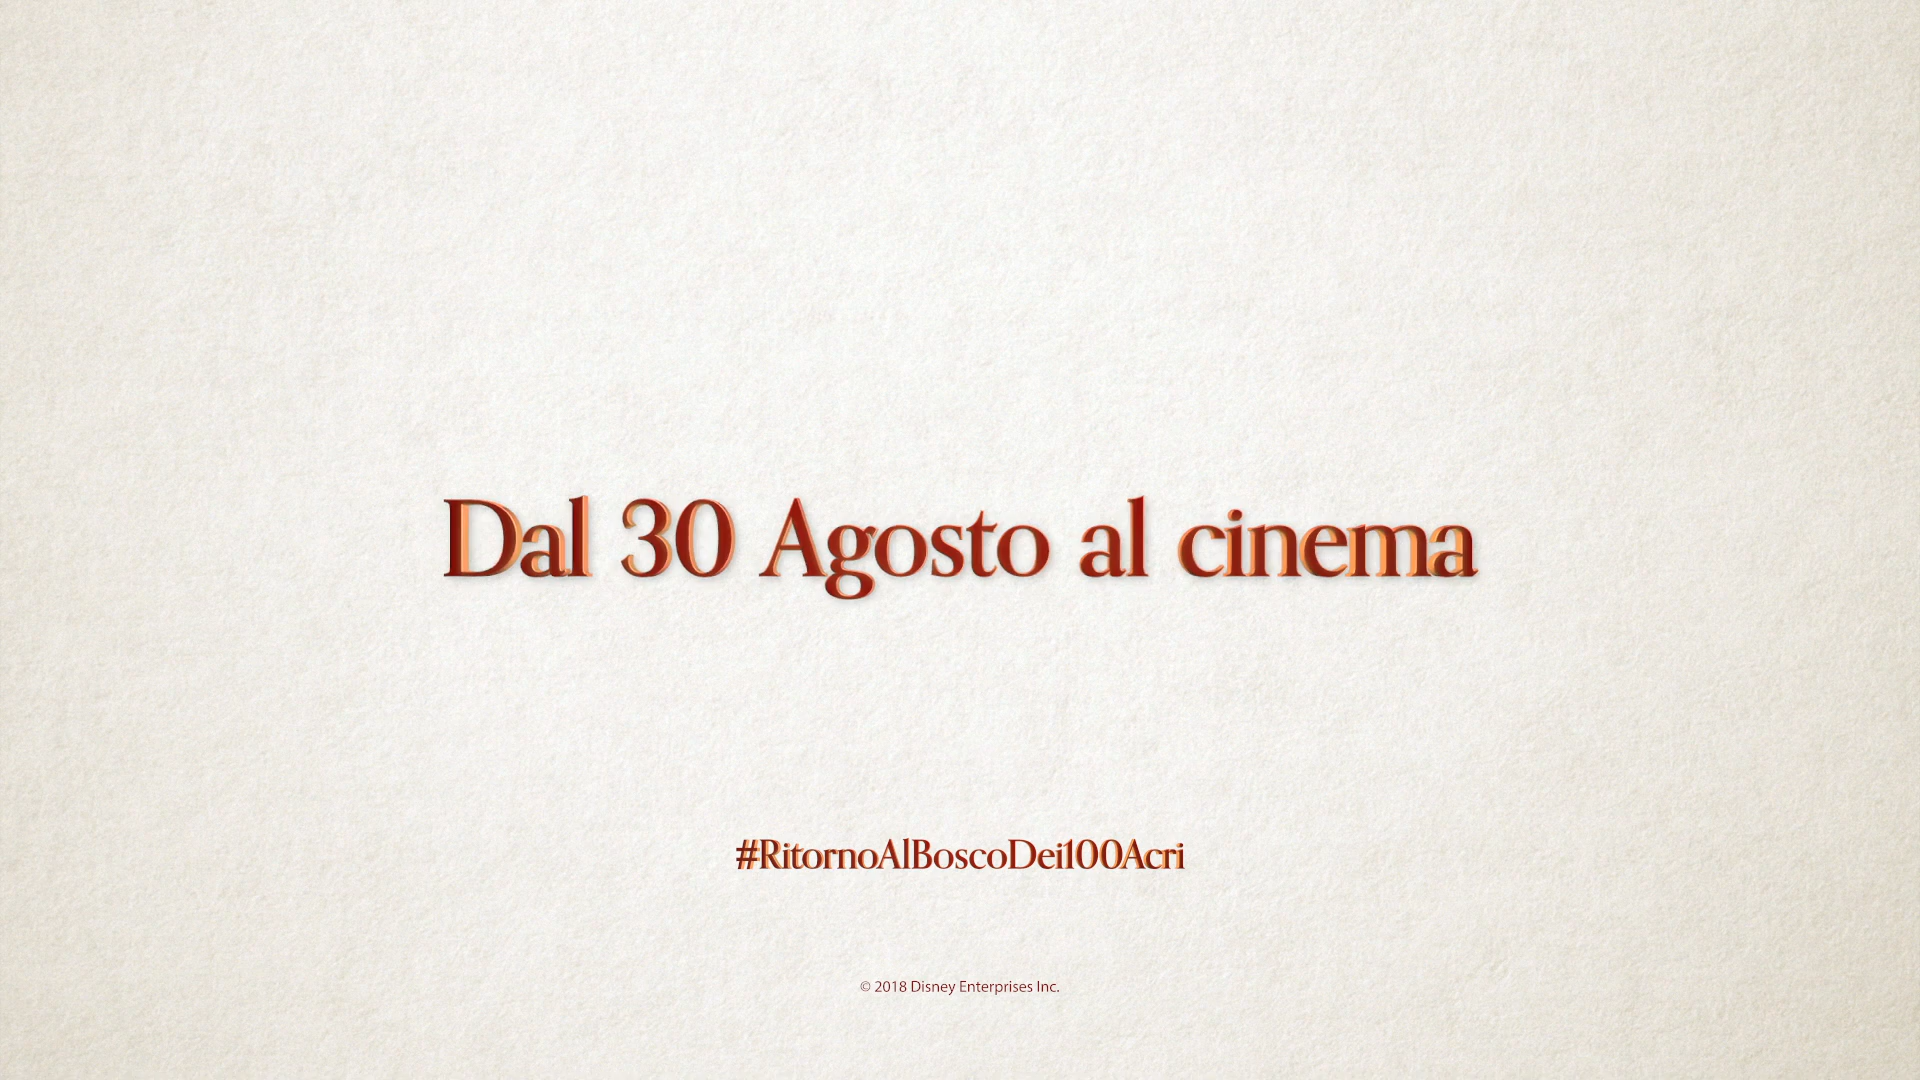 Dal 30 Agosto al cinema
#RitornoAlBoscoDei100Acri
© 2018 Disney Enterprises Inc.